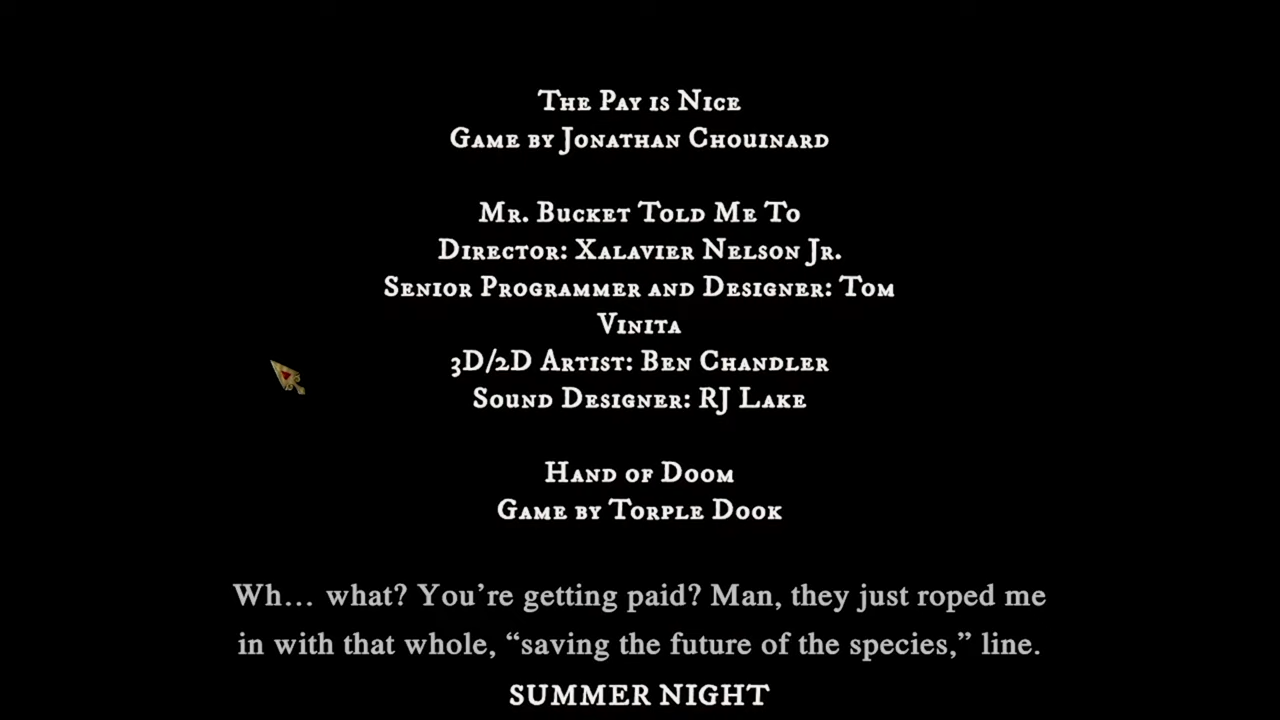 The Pay is Nice
Game by Jonathan Chouinard
Mr. Bucket Told Me To
Director: Xalavier Nelson Jr.
Senior Programmer and Designer: Tom
Vinita
3D/2D Artist: Ben Chandler
Sound Designer: RJ Lake
Hand of Doom
Game by Torple Dook
Wh… what? You’re getting paid? Man, they just roped me
in with that whole, “saving the future of the species,” line.
SUMMER NIGHT